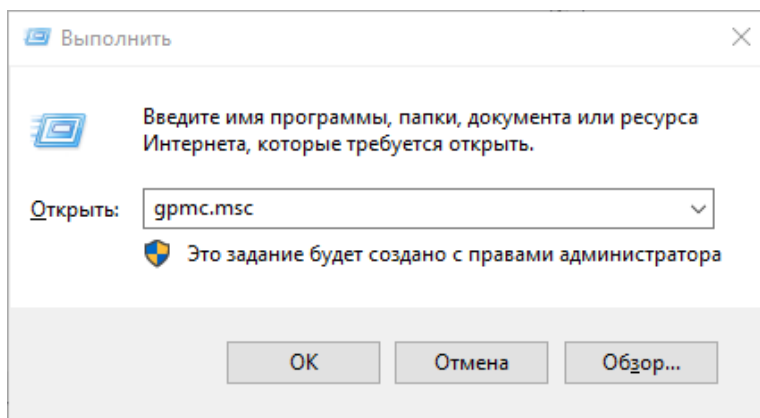 Выполнить
Введите имя программы, папки, документа или ресурса
Интернета, которые требуется открыть.
Открыть: gpmc.msc
Это задание будет создано с правами администратора
ОК Отмена Обзор...